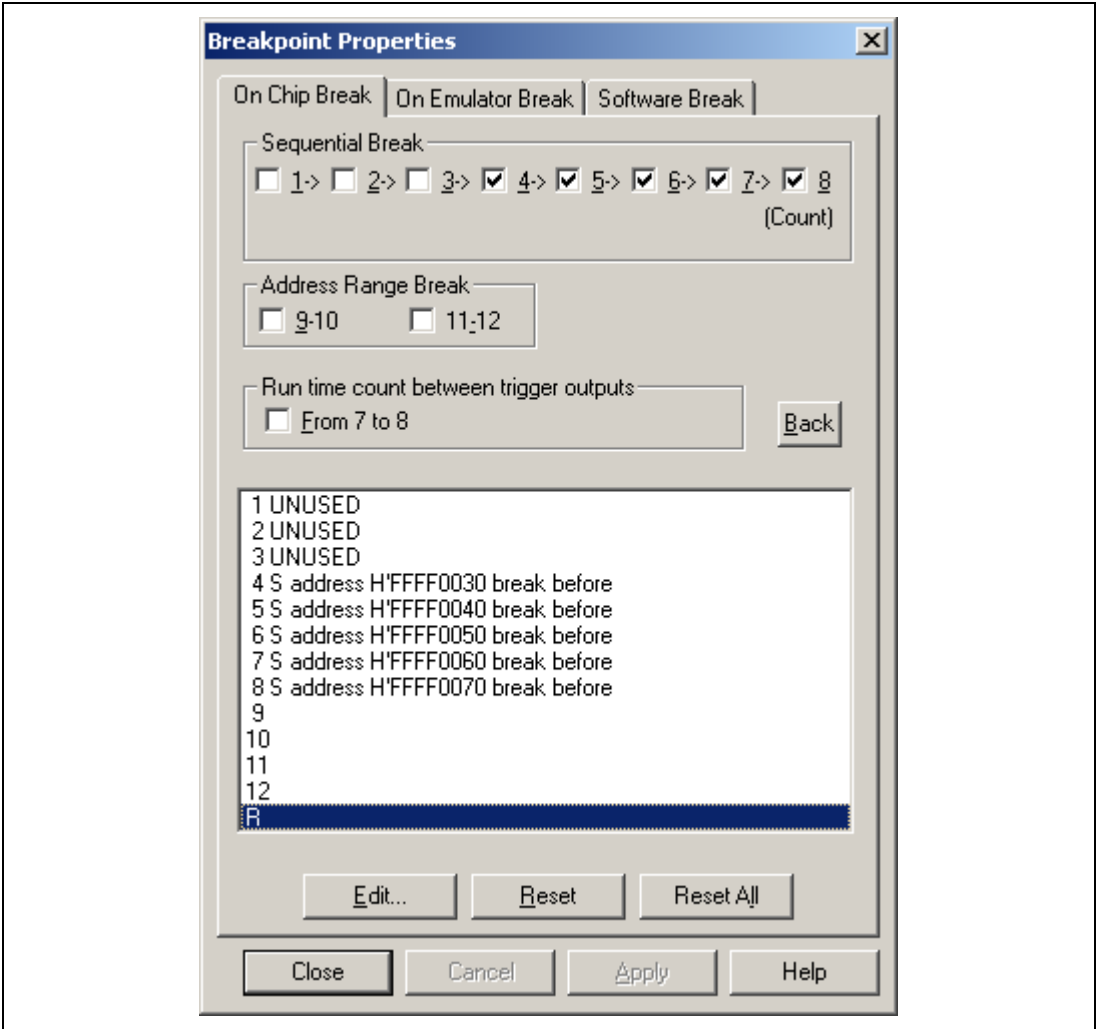 Breakpoint Properties
On Chip Break On Emulator Break Software Break
Sequential Break
1-> 2-> 3-> 4-> 5-> 6-> 7-> 8
(Count)
Address Range Break
9-10 11-12
Run time count between trigger outputs
From 7 to 8
Back
1 UNUSED
2 UNUSED
3 UNUSED
4 S address H'FFFF0030 break before
5 S address H'FFFF0040 break before
6 S address H'FFFF0050 break before
7 S address H'FFFF0060 break before
8 S address H'FFFF0070 break before
9
10
11
12
R
Edit... Reset Reset All
Close Cancel Apply Help